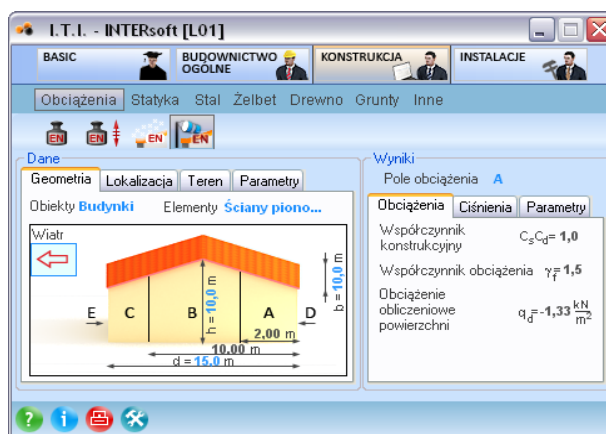 I.T.I. - INTERsoft [L01]
BASIC
BUDOWNICTWO OGÓLNE
KONSTRUKCJA
INSTALACJE
Obciążenia Statyka Stal Żelbet Drewno Grunty Inne
EN EN EN EN
Dane
Geometria Lokalizacja Teren Parametry
Obiekty Budynki Elementy Ściany piono...
Wiatr
E C B A D
h = 10,0 m
b = 10,0 m
2,00 m
10,00 m
d = 15,0 m
Wyniki
Pole obciążenia A
Obciążenia Ciśnienia Parametry
Współczynnik konstrukcyjny CsCd= 1,0
Współczynnik obciążenia γf= 1,5
Obciążenie obliczeniowe powierzchni qd=-1,33 kN/m²
? i